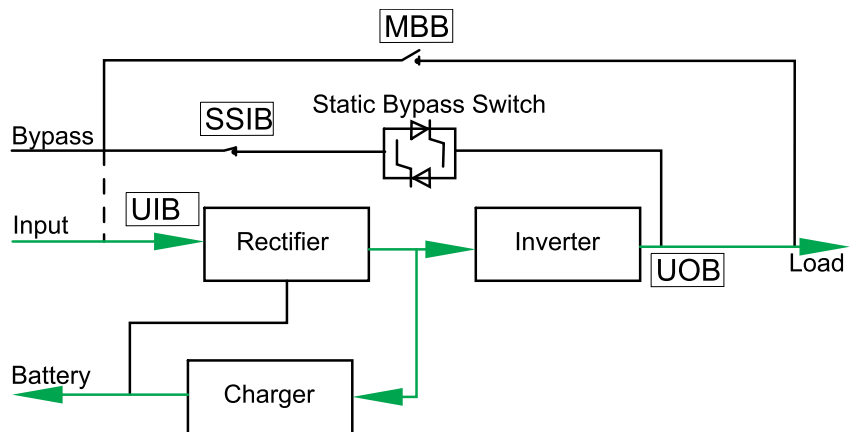 MBB
Static Bypass Switch
SSIB
Bypass
UIB
Input
Rectifier
Inverter
UOB
Load
Battery
Charger